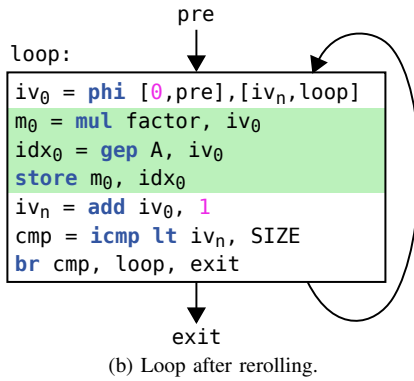 pre
loop:
iv₀ = phi [0,pre],[ivₙ,loop]
m₀ = mul factor, iv₀
idx₀ = gep A, iv₀
store m₀, idx₀
ivₙ = add iv₀, 1
cmp = icmp lt ivₙ, SIZE
br cmp, loop, exit
exit
(b) Loop after rerolling.